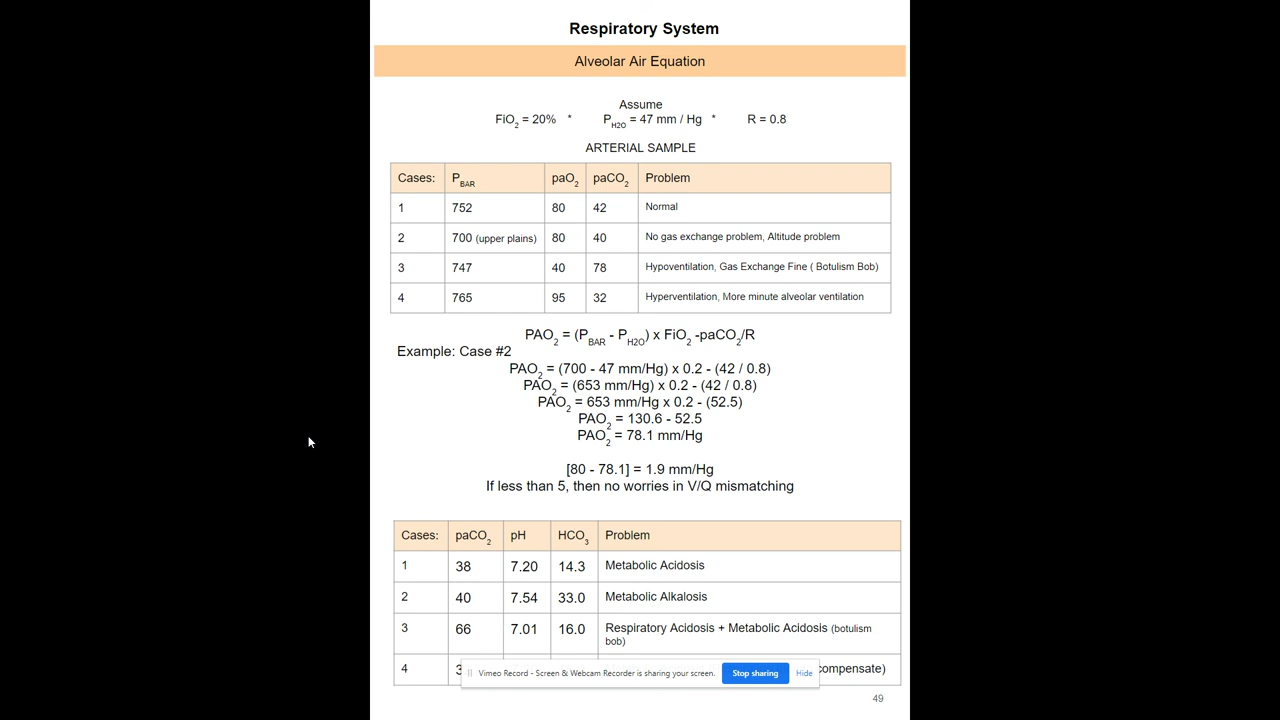 Respiratory System
Alveolar Air Equation
Assume
FiO2 = 20% * PH2O = 47 mm / Hg * R = 0.8
ARTERIAL SAMPLE
Cases: PBAR paO2 paCO2 Problem
1 752 80 42 Normal
2 700 (upper plains) 80 40 No gas exchange problem, Altitude problem
3 747 40 78 Hypoventilation, Gas Exchange Fine ( Botulism Bob)
4 765 95 32 Hyperventilation, More minute alveolar ventilation
PAO2 = (PBAR - PH2O) x FiO2 -paCO2/R
Example: Case #2
PAO2 = (700 - 47 mm/Hg) x 0.2 - (42 / 0.8)
PAO2 = (653 mm/Hg) x 0.2 - (42 / 0.8)
PAO2 = 653 mm/Hg x 0.2 - (52.5)
PAO2 = 130.6 - 52.5
PAO2 = 78.1 mm/Hg
[80 - 78.1] = 1.9 mm/Hg
If less than 5, then no worries in V/Q mismatching
Cases: paCO2 pH HCO3 Problem
1 38 7.20 14.3 Metabolic Acidosis
2 40 7.54 33.0 Metabolic Alkalosis
3 66 7.01 16.0 Respiratory Acidosis + Metabolic Acidosis (botulism
bob)
4 compensate)
Vimeo Record - Screen & Webcam Recorder is sharing your screen. Stop sharing Hide
49